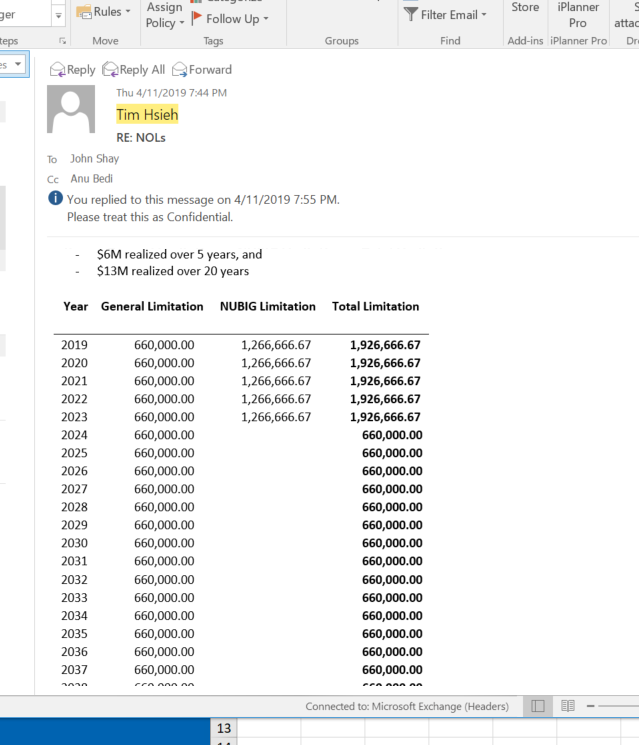 Rules
Assign
Policy
Follow Up
Filter Email
Store
iPlanner
Pro
Move
Tags
Groups
Find
Add-ins
iPlanner Pro
Reply
Reply All
Forward
Thu 4/11/2019 7:44 PM
Tim Hsieh
RE: NOLs
To John Shay
Cc Anu Bedi
You replied to this message on 4/11/2019 7:55 PM.
Please treat this as Confidential.
- $6M realized over 5 years, and
- $13M realized over 20 years
Year General Limitation NUBIG Limitation Total Limitation
2019 660,000.00 1,266,666.67 1,926,666.67
2020 660,000.00 1,266,666.67 1,926,666.67
2021 660,000.00 1,266,666.67 1,926,666.67
2022 660,000.00 1,266,666.67 1,926,666.67
2023 660,000.00 1,266,666.67 1,926,666.67
2024 660,000.00 660,000.00
2025 660,000.00 660,000.00
2026 660,000.00 660,000.00
2027 660,000.00 660,000.00
2028 660,000.00 660,000.00
2029 660,000.00 660,000.00
2030 660,000.00 660,000.00
2031 660,000.00 660,000.00
2032 660,000.00 660,000.00
2033 660,000.00 660,000.00
2034 660,000.00 660,000.00
2035 660,000.00 660,000.00
2036 660,000.00 660,000.00
2037 660,000.00 660,000.00
Connected to: Microsoft Exchange (Headers)
13